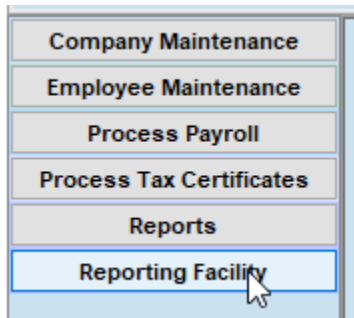 Company Maintenance
Employee Maintenance
Process Payroll
Process Tax Certificates
Reports
Reporting Facility